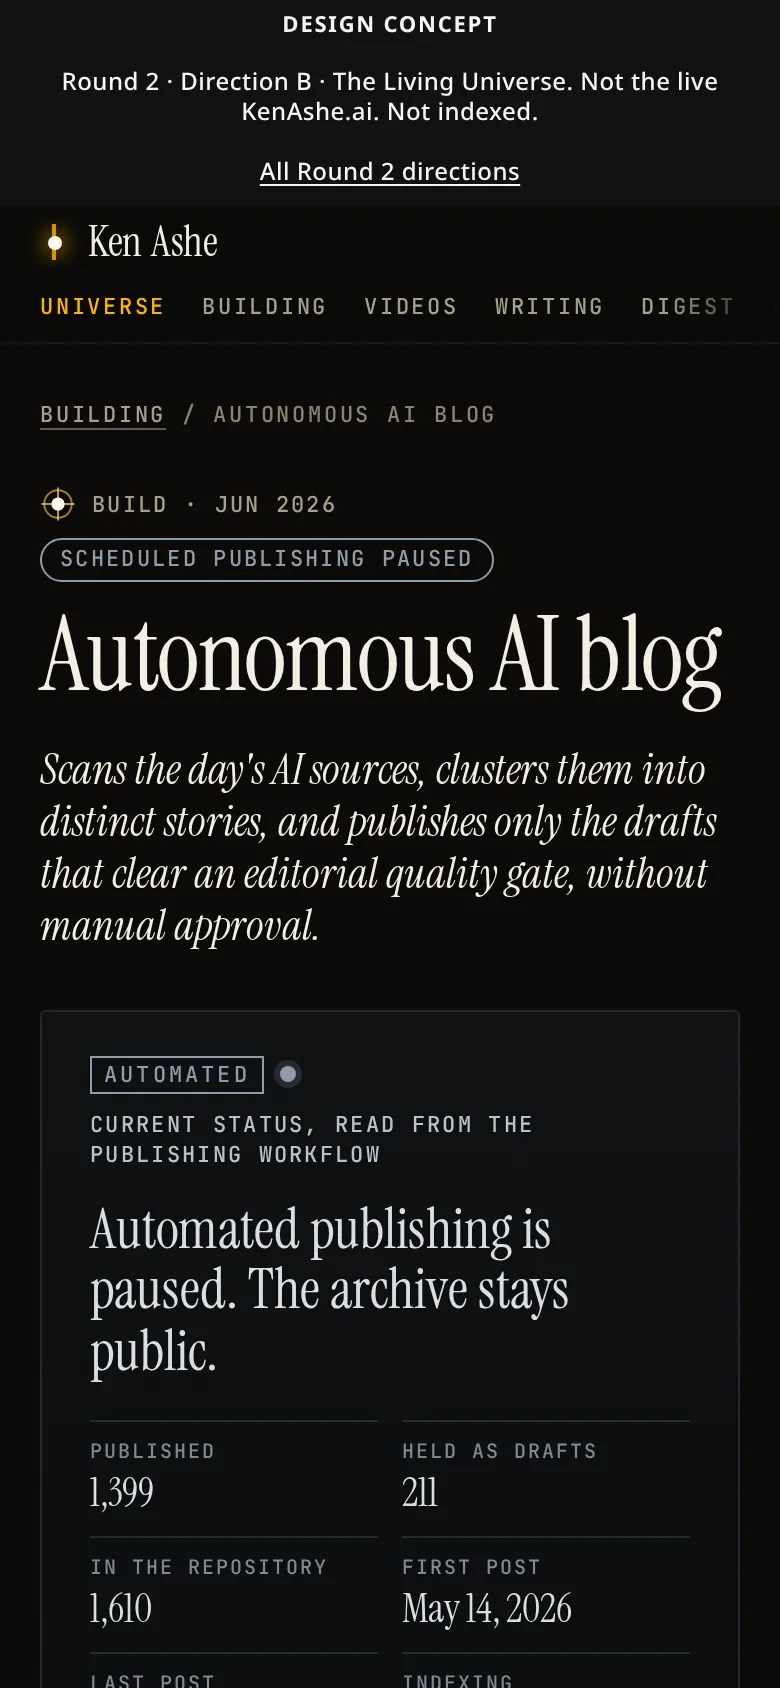 DESIGN CONCEPT
Round 2 · Direction B · The Living Universe. Not the live
KenAshe.ai. Not indexed.
All Round 2 directions
Ken Ashe
UNIVERSE BUILDING VIDEOS WRITING DIGEST
BUILDING / AUTONOMOUS AI BLOG
BUILD · JUN 2026
SCHEDULED PUBLISHING PAUSED
Autonomous AI blog
Scans the day's AI sources, clusters them into
distinct stories, and publishes only the drafts
that clear an editorial quality gate, without
manual approval.
AUTOMATED
CURRENT STATUS, READ FROM THE
PUBLISHING WORKFLOW
Automated publishing is
paused. The archive stays
public.
PUBLISHED HELD AS DRAFTS
1,399 211
IN THE REPOSITORY FIRST POST
1,610 May 14, 2026
LAST POST INDEXING